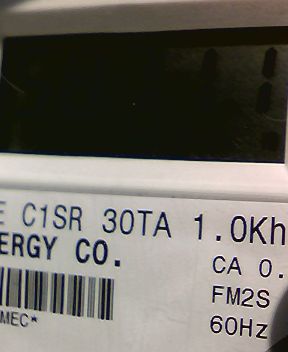 E C1SR 30TA 1.0Kh
ERGY CO.
CA 0.
FM2S
MEC*
60Hz